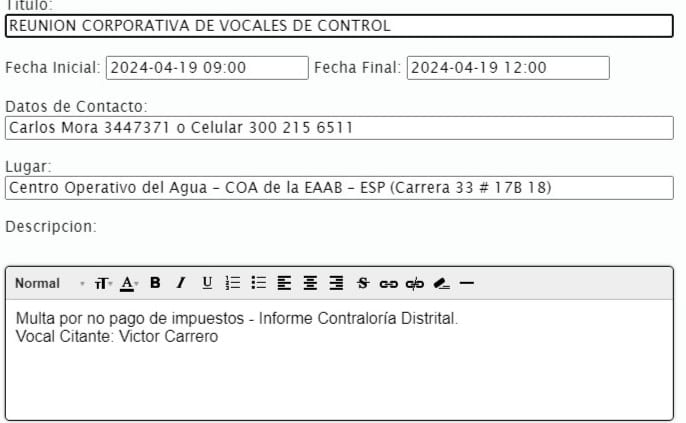 Titulo:
REUNION CORPORATIVA DE VOCALES DE CONTROL
Fecha Inicial: 2024-04-19 09:00 Fecha Final: 2024-04-19 12:00
Datos de Contacto:
Carlos Mora 3447371 o Celular 300 215 6511
Lugar:
Centro Operativo del Agua – COA de la EAAB – ESP (Carrera 33 # 17B 18)
Descripcion:
Normal
Multa por no pago de impuestos - Informe Contraloría Distrital.
Vocal Citante: Victor Carrero